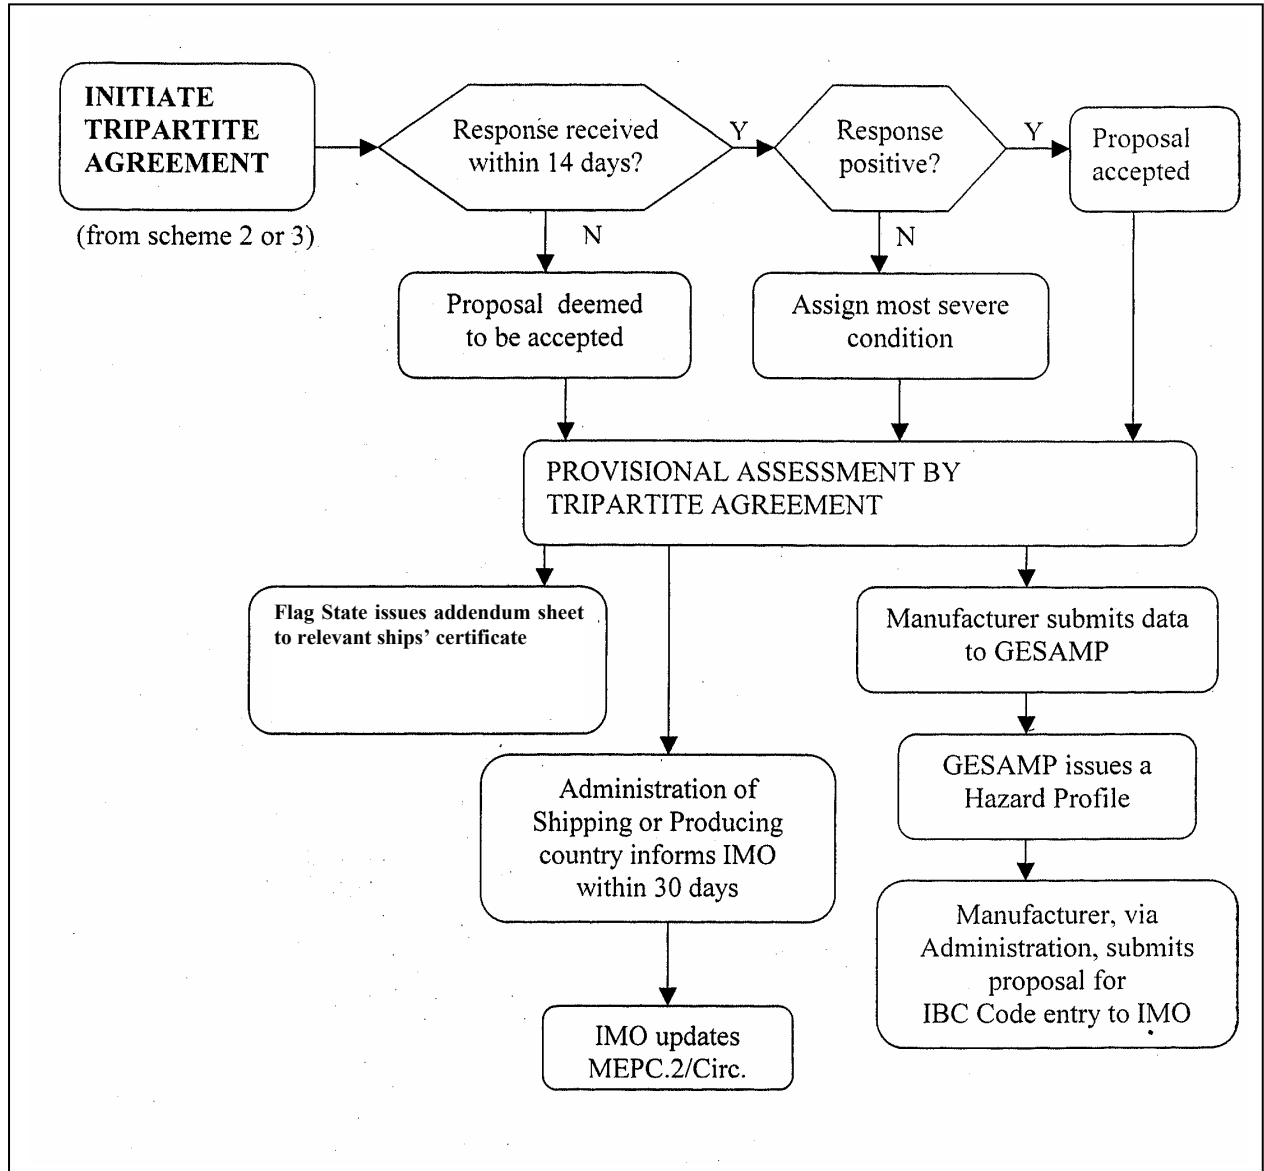 INITIATE
TRIPARTITE
AGREEMENT
(from scheme 2 or 3)
Response received
within 14 days?
Y
Response
positive?
Y
Proposal
accepted
N
N
Proposal deemed
to be accepted
Assign most severe
condition
PROVISIONAL ASSESSMENT BY
TRIPARTITE AGREEMENT
Flag State issues addendum sheet
to relevant ships’ certificate
Manufacturer submits data
to GESAMP
GESAMP issues a
Hazard Profile
Administration of
Shipping or Producing
country informs IMO
within 30 days
Manufacturer, via
Administration, submits
proposal for
IBC Code entry to IMO
IMO updates
MEPC.2/Circ.